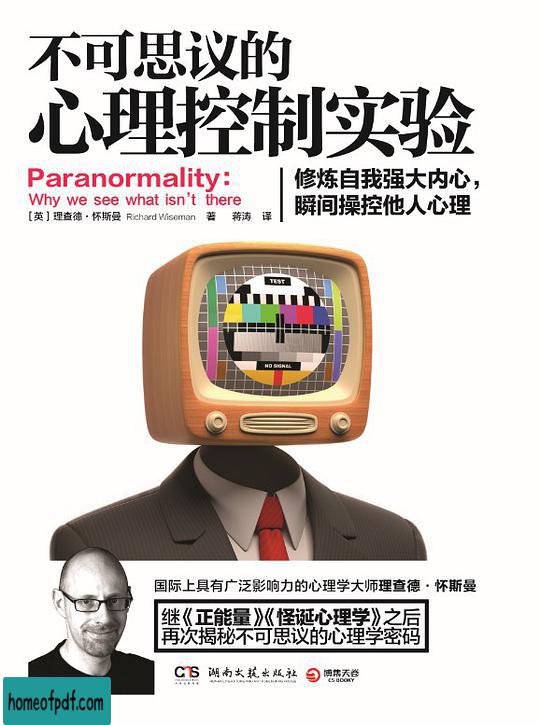 不可思议的
心理控制实验
Paranormality:
Why we see what isn't there
[英] 理查德·怀斯曼 Richard Wiseman 著 蒋涛 译
修炼自我强大内心，
瞬间操控他人心理
TEST
NO SIGNAL
国际上具有广泛影响力的心理学大师理查德·怀斯曼
继《正能量》《怪诞心理学》之后
再次揭秘不可思议的心理学密码
湖南文艺出版社
博集天卷
CS-BOOKY
homeofpdf.com